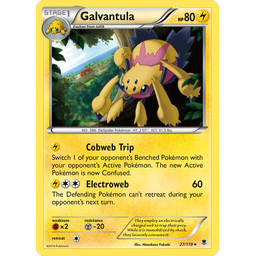 STAGE 1
Galvantula
HP 80
Evolves from Joltik
NO. 596 EleSpider Pokémon HT: 2'07" WT: 31.5 lbs.
Cobweb Trip
Switch 1 of your opponent's Benched Pokémon with your opponent's Active Pokémon. The new Active Pokémon is now Confused.
Electroweb 60
The Defending Pokémon can't retreat during your opponent's next turn.
weakness
×2
resistance
-20
retreat
They employ an electrically
charged web to trap their prey.
While it is immobilized by shock,
they leisurely consume it.
Illus. Masakazu Fukuda
27/119